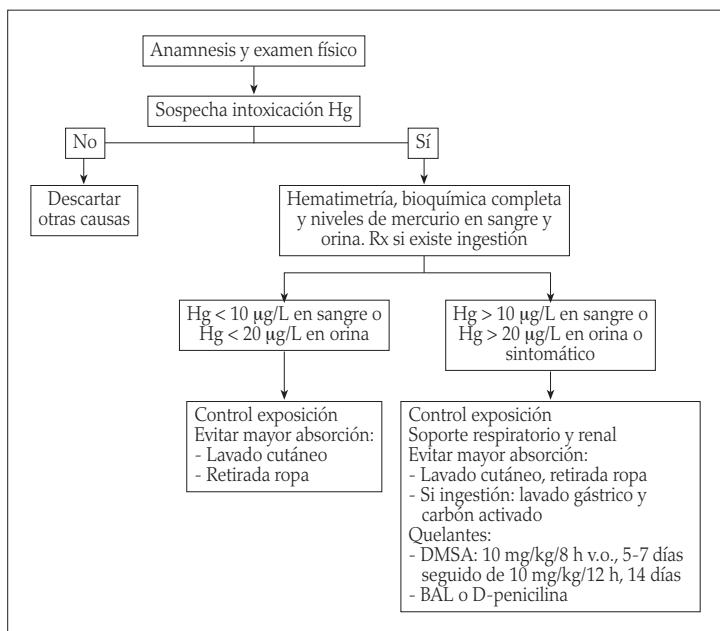 Anamnesis y examen físico
Sospecha intoxicación Hg
No
Sí
Descartar
otras causas
Hematimetría, bioquímica completa
y niveles de mercurio en sangre y
orina. Rx si existe ingestión
Hg < 10 µg/L en sangre o
Hg < 20 µg/L en orina
Hg > 10 µg/L en sangre o
Hg > 20 µg/L en orina o
sintomático
Control exposición
Evitar mayor absorción:
- Lavado cutáneo
- Retirada ropa
Control exposición
Soporte respiratorio y renal
Evitar mayor absorción:
- Lavado cutáneo, retirada ropa
- Si ingestión: lavado gástrico y
carbón activado
Quelantes:
- DMSA: 10 mg/kg/8 h v.o., 5-7 días
seguido de 10 mg/kg/12 h, 14 días
- BAL o D-penicilina